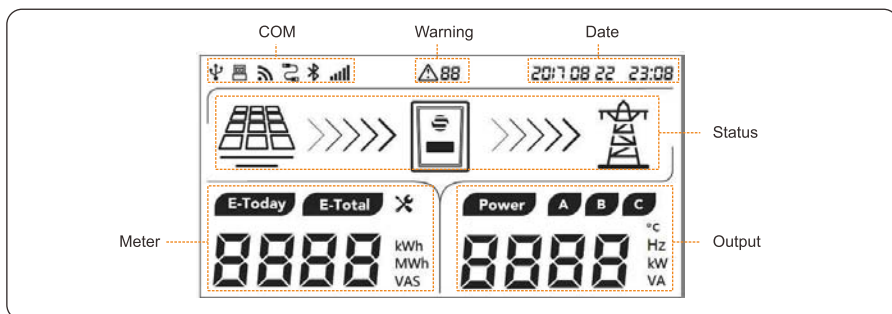 COM Warning Date
88 2017 08 22 23:08
Status
E-Today E-Total Power A B C
Meter Output
8888 kWh MWh VAS 8888 °C Hz kW VA